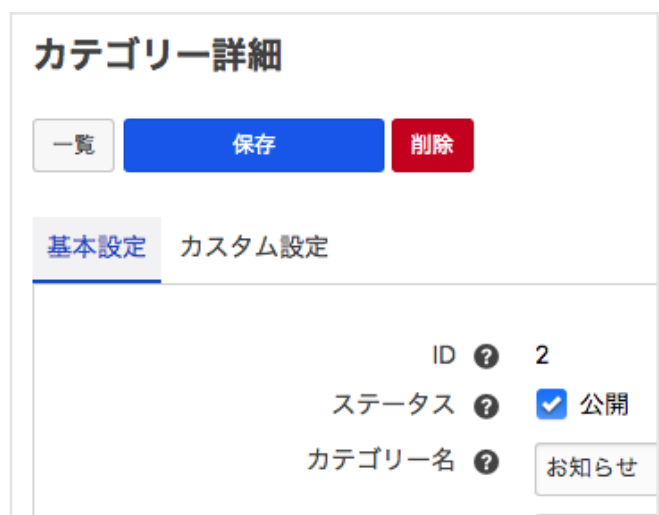 カテゴリー詳細
一覧 保存 削除
基本設定 カスタム設定
ID ? 2
ステータス ? 公開
カテゴリー名 ? お知らせ